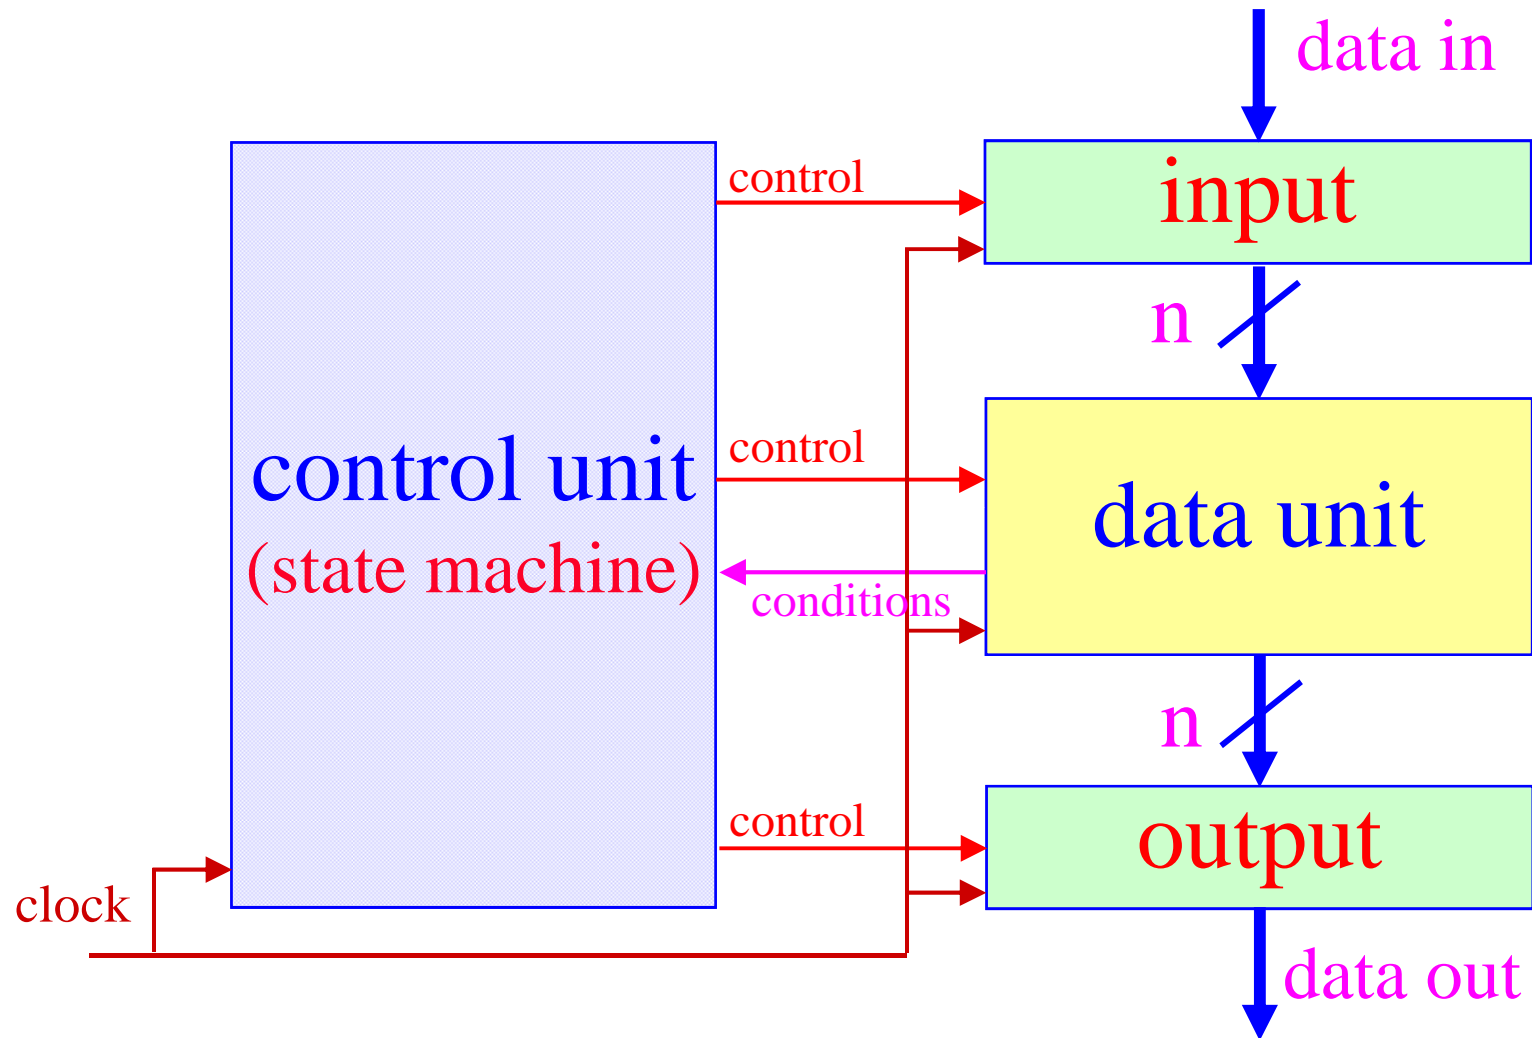 data in
control
input
n
control
control unit
data unit
(state machine)
conditions
n
control
output
clock
data out